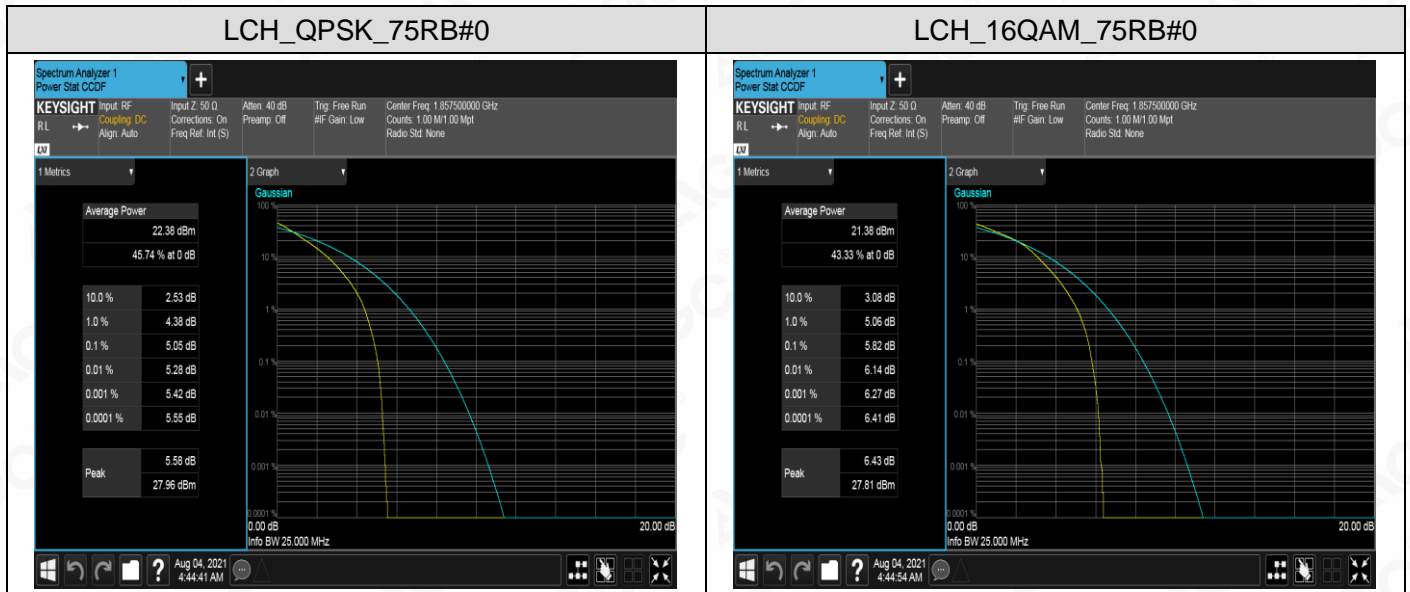 LCH_QPSK_75RB#0
Spectrum Analyzer 1
Power Stat CCDF
KEYSIGHT Input: RF Input Z: 50 Ω Atten: 40 dB Trig: Free Run Center Freq: 1.857500000 GHz
RL Coupling: DC Corrections: On Preamp: Off #IF Gain: Low Counts: 1.00 M/1.00 Mpt
Align: Auto Freq Ref: Int (S) Radio Std: None
LXI
1 Metrics
Average Power
22.38 dBm
45.74 % at 0 dB
10.0 % 2.53 dB
1.0 % 4.38 dB
0.1 % 5.05 dB
0.01 % 5.28 dB
0.001 % 5.42 dB
0.0001 % 5.55 dB
Peak 5.58 dB
27.96 dBm
2 Graph
Gaussian
100 %
10 %
1 %
0.1 %
0.01 %
0.001 %
0.0001 %
0.00 dB 20.00 dB
Info BW 25.000 MHz
? Aug 04, 2021
4:44:41 AM
LCH_16QAM_75RB#0
Spectrum Analyzer 1
Power Stat CCDF
KEYSIGHT Input: RF Input Z: 50 Ω Atten: 40 dB Trig: Free Run Center Freq: 1.857500000 GHz
RL Coupling: DC Corrections: On Preamp: Off #IF Gain: Low Counts: 1.00 M/1.00 Mpt
Align: Auto Freq Ref: Int (S) Radio Std: None
LXI
1 Metrics
Average Power
21.38 dBm
43.33 % at 0 dB
10.0 % 3.08 dB
1.0 % 5.06 dB
0.1 % 5.82 dB
0.01 % 6.14 dB
0.001 % 6.27 dB
0.0001 % 6.41 dB
Peak 6.43 dB
27.81 dBm
2 Graph
Gaussian
100 %
10 %
1 %
0.1 %
0.01 %
0.001 %
0.0001 %
0.00 dB 20.00 dB
Info BW 25.000 MHz
? Aug 04, 2021
4:44:54 AM